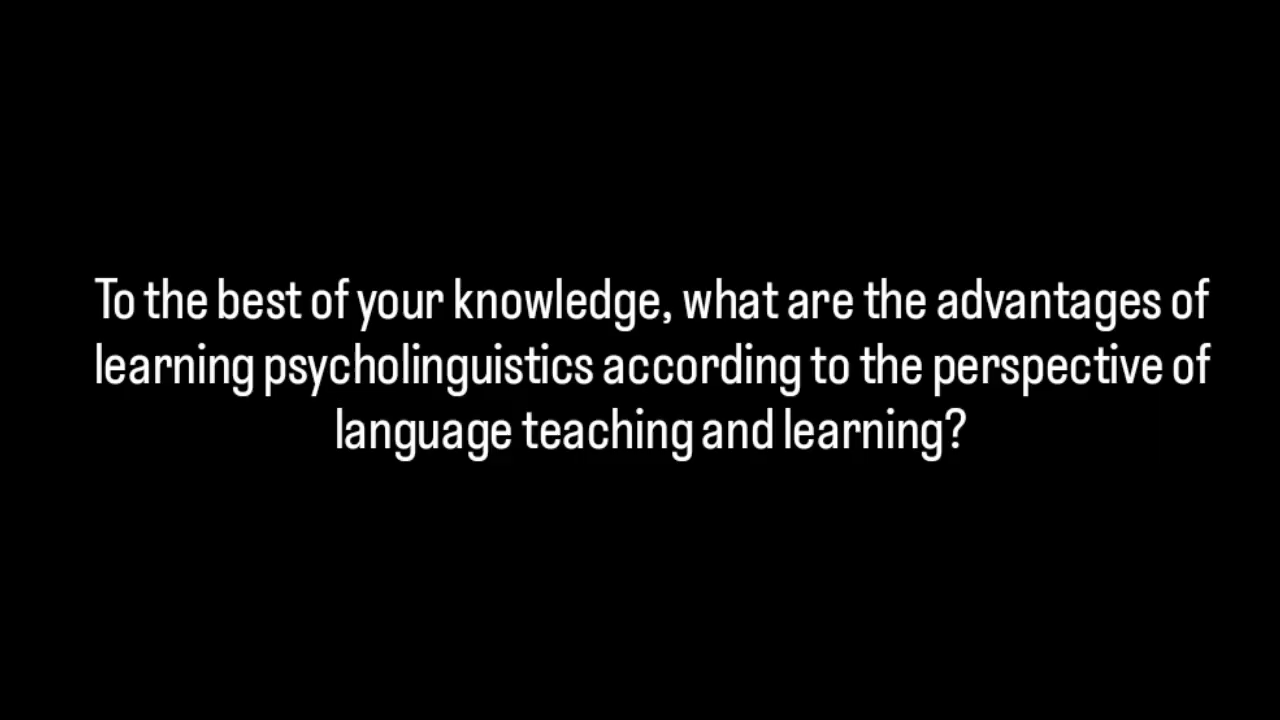 To the best of your knowledge, what are the advantages of
learning psycholinguistics according to the perspective of
language teaching and learning?